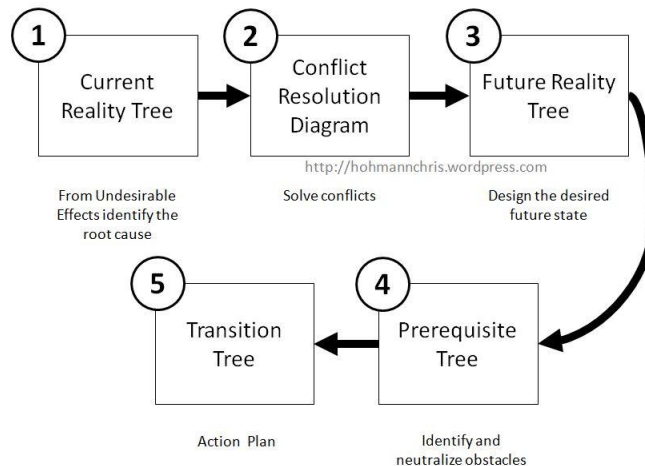 1
Current
Reality Tree
From Undesirable
Effects identify the
root cause
2
Conflict
Resolution
Diagram
http://hohmannchris.wordpress.com
Solve conflicts
3
Future Reality
Tree
Design the desired
future state
4
Prerequisite
Tree
Identify and
neutralize obstacles
5
Transition
Tree
Action Plan